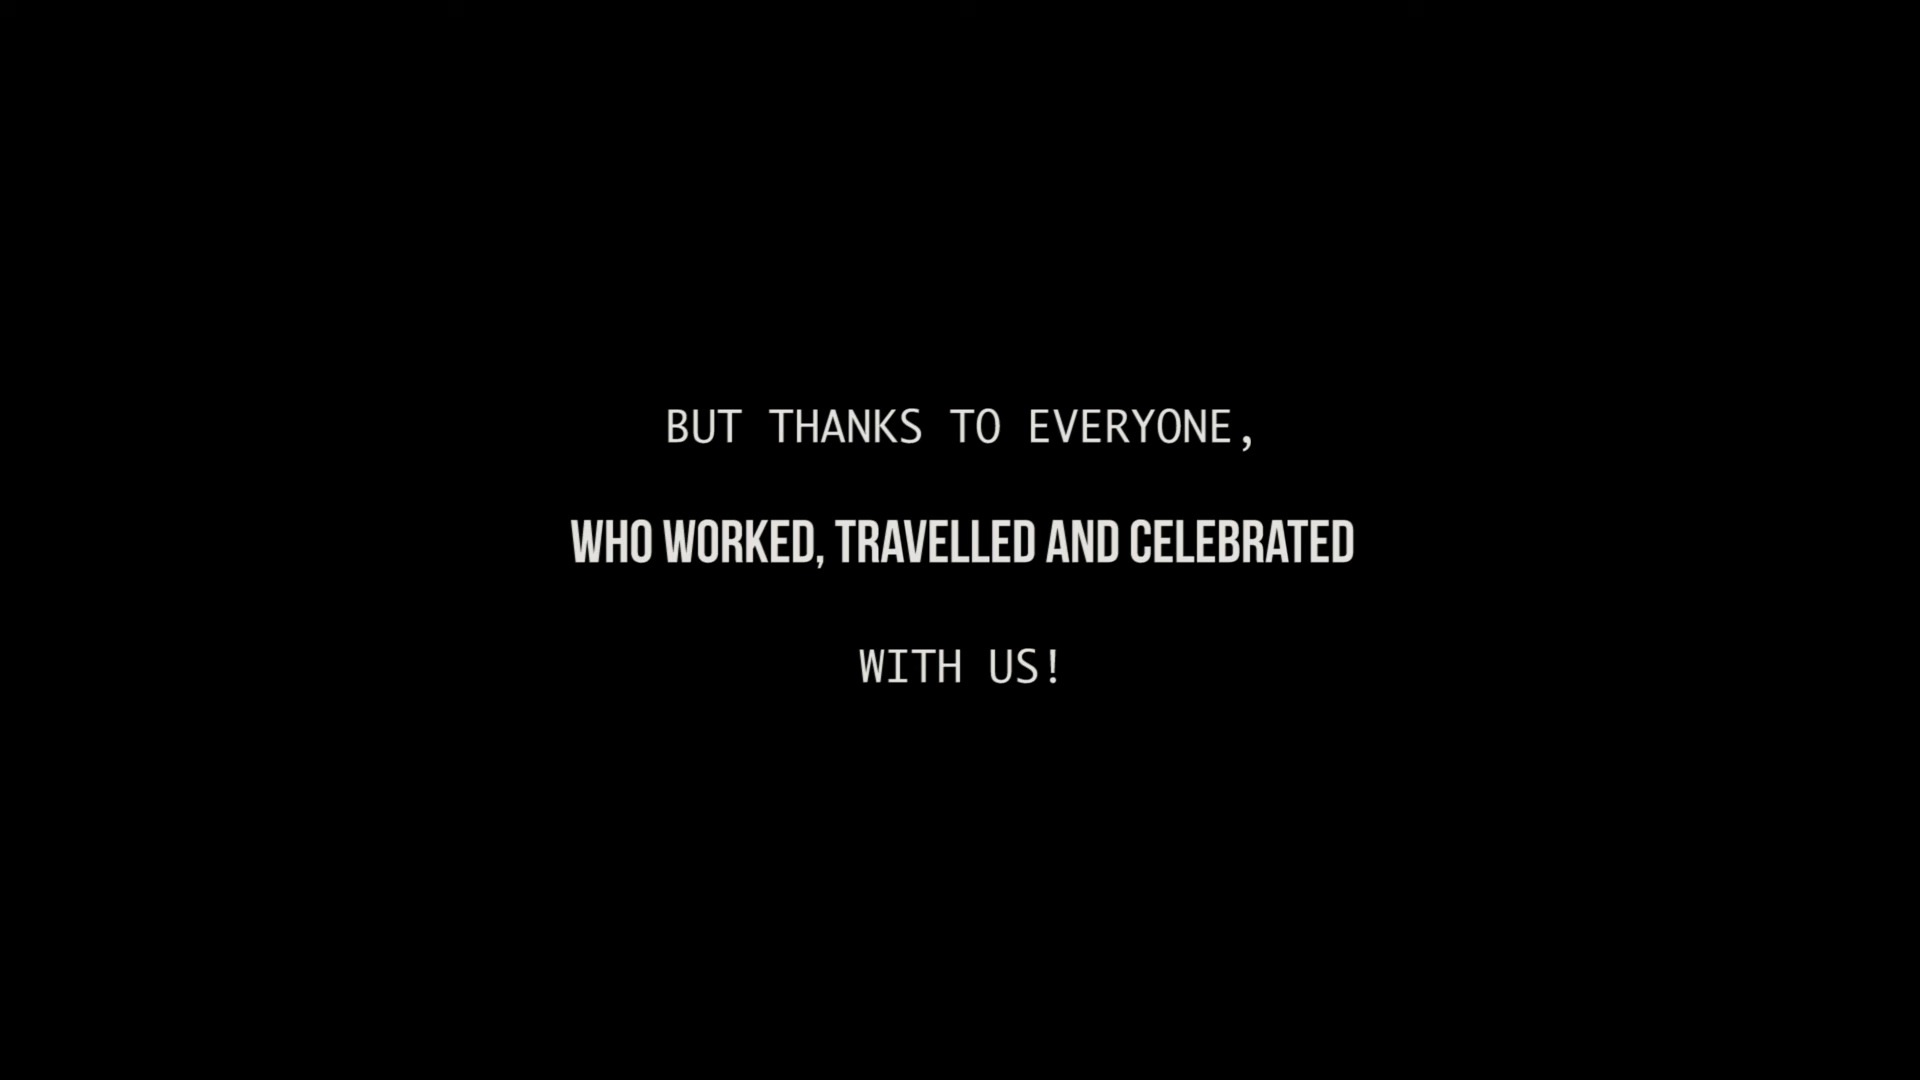 BUT THANKS TO EVERYONE,
WHO WORKED, TRAVELLED AND CELEBRATED
WITH US!